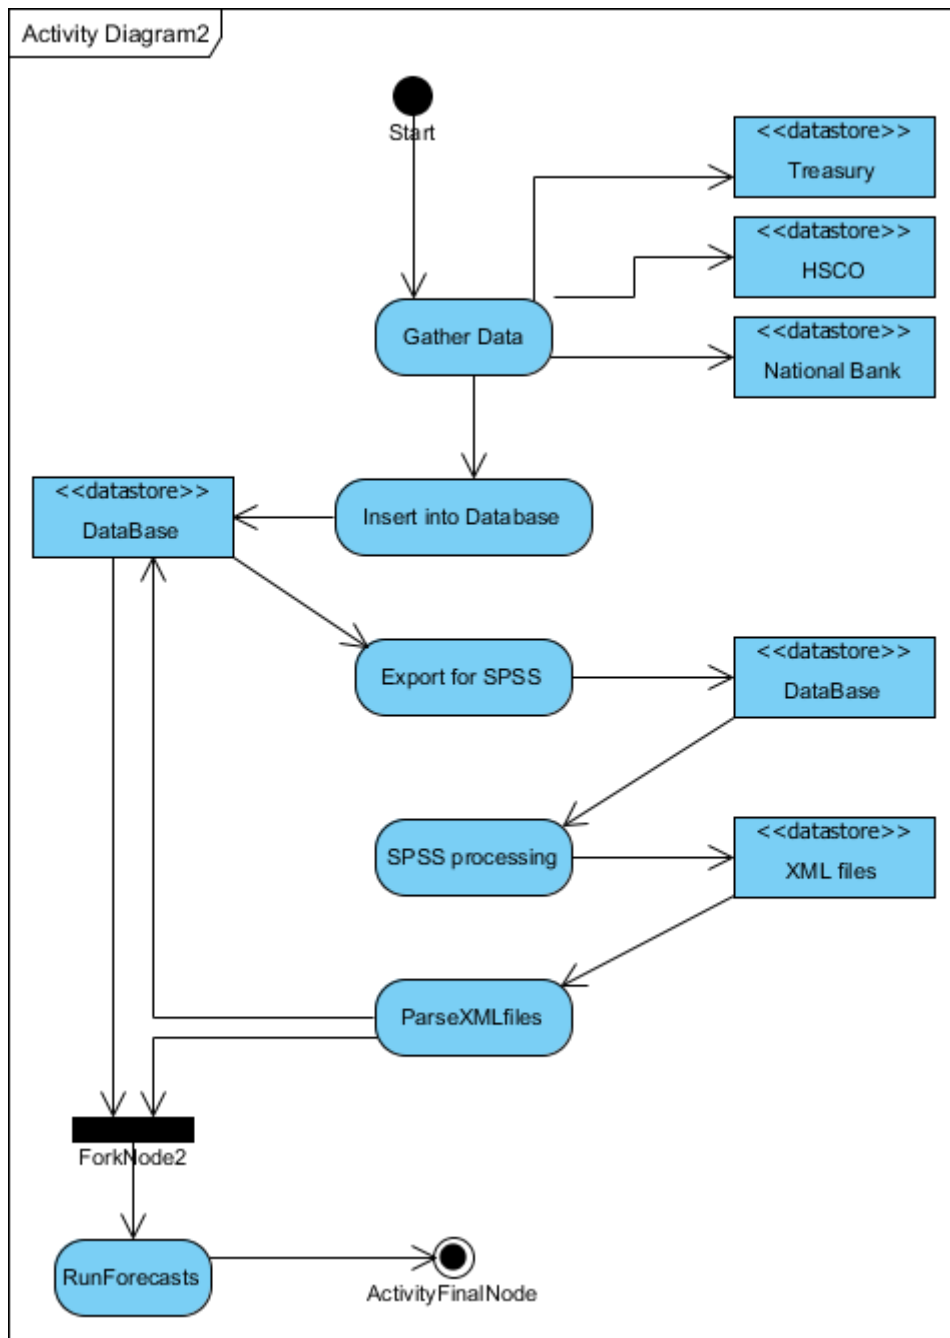 Activity Diagram2
Start
<<datastore>>
Treasury
<<datastore>>
HSCO
Gather Data
<<datastore>>
National Bank
<<datastore>>
DataBase
Insert into Database
Export for SPSS
<<datastore>>
DataBase
SPSS processing
<<datastore>>
XML files
ParseXMLfiles
ForkNode2
RunForecasts
ActivityFinalNode